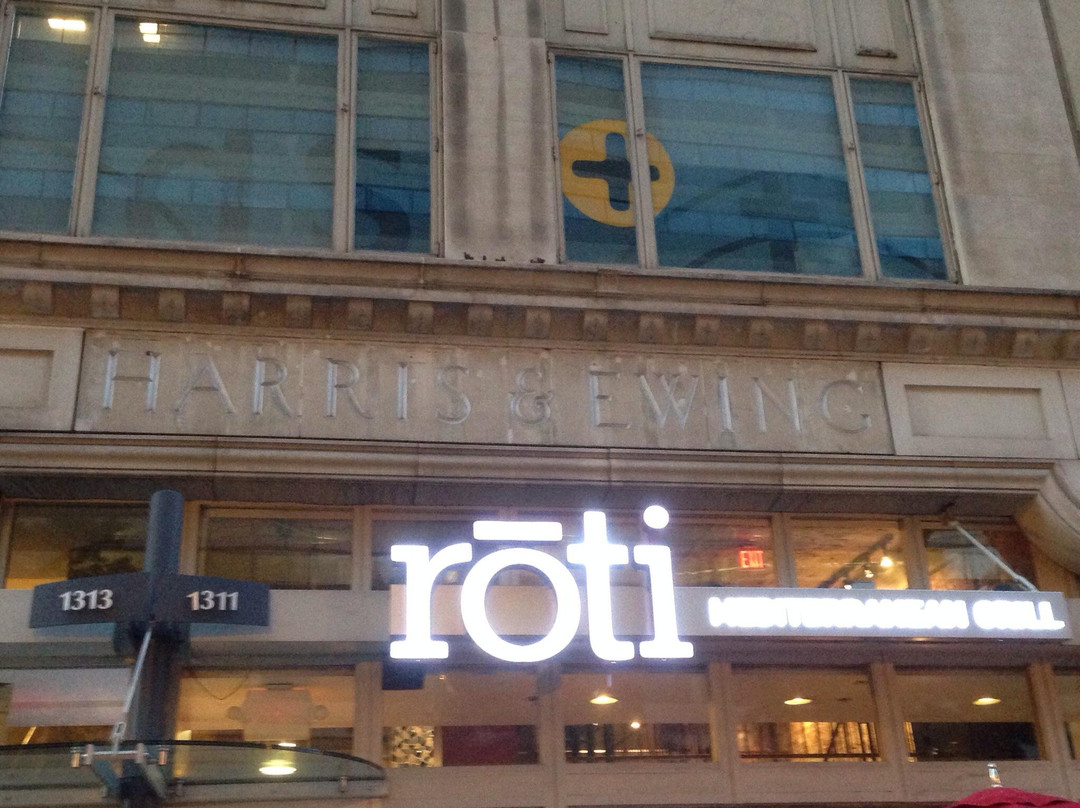 HARRIS & EWING
rōti
MEDITERRANEAN GRILL
EXIT
1313
1311